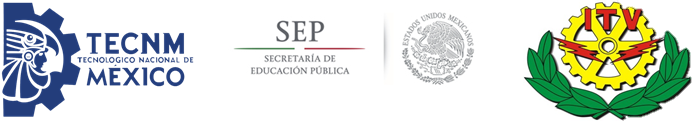 TECNM
TECNOLÓGICO NACIONAL DE
MÉXICO
SEP
SECRETARÍA DE
EDUCACIÓN PÚBLICA
ESTADOS UNIDOS MEXICANOS
ITV